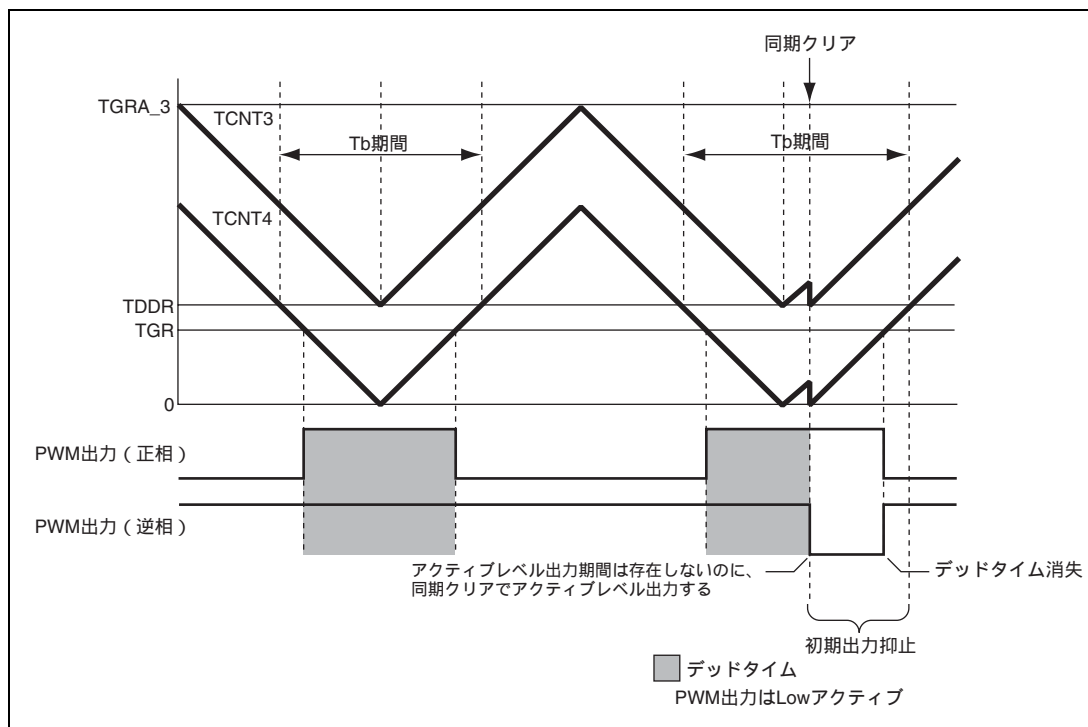 同期クリア
TGRA_3
TCNT3
Tb期間
Tb期間
TCNT4
TDDR
TGR
0
PWM出力（正相）
PWM出力（逆相）
アクティブレベル出力期間は存在しないのに、
同期クリアでアクティブレベル出力する
デッドタイム消失
初期出力抑止
デッドタイム
PWM出力はLowアクティブ